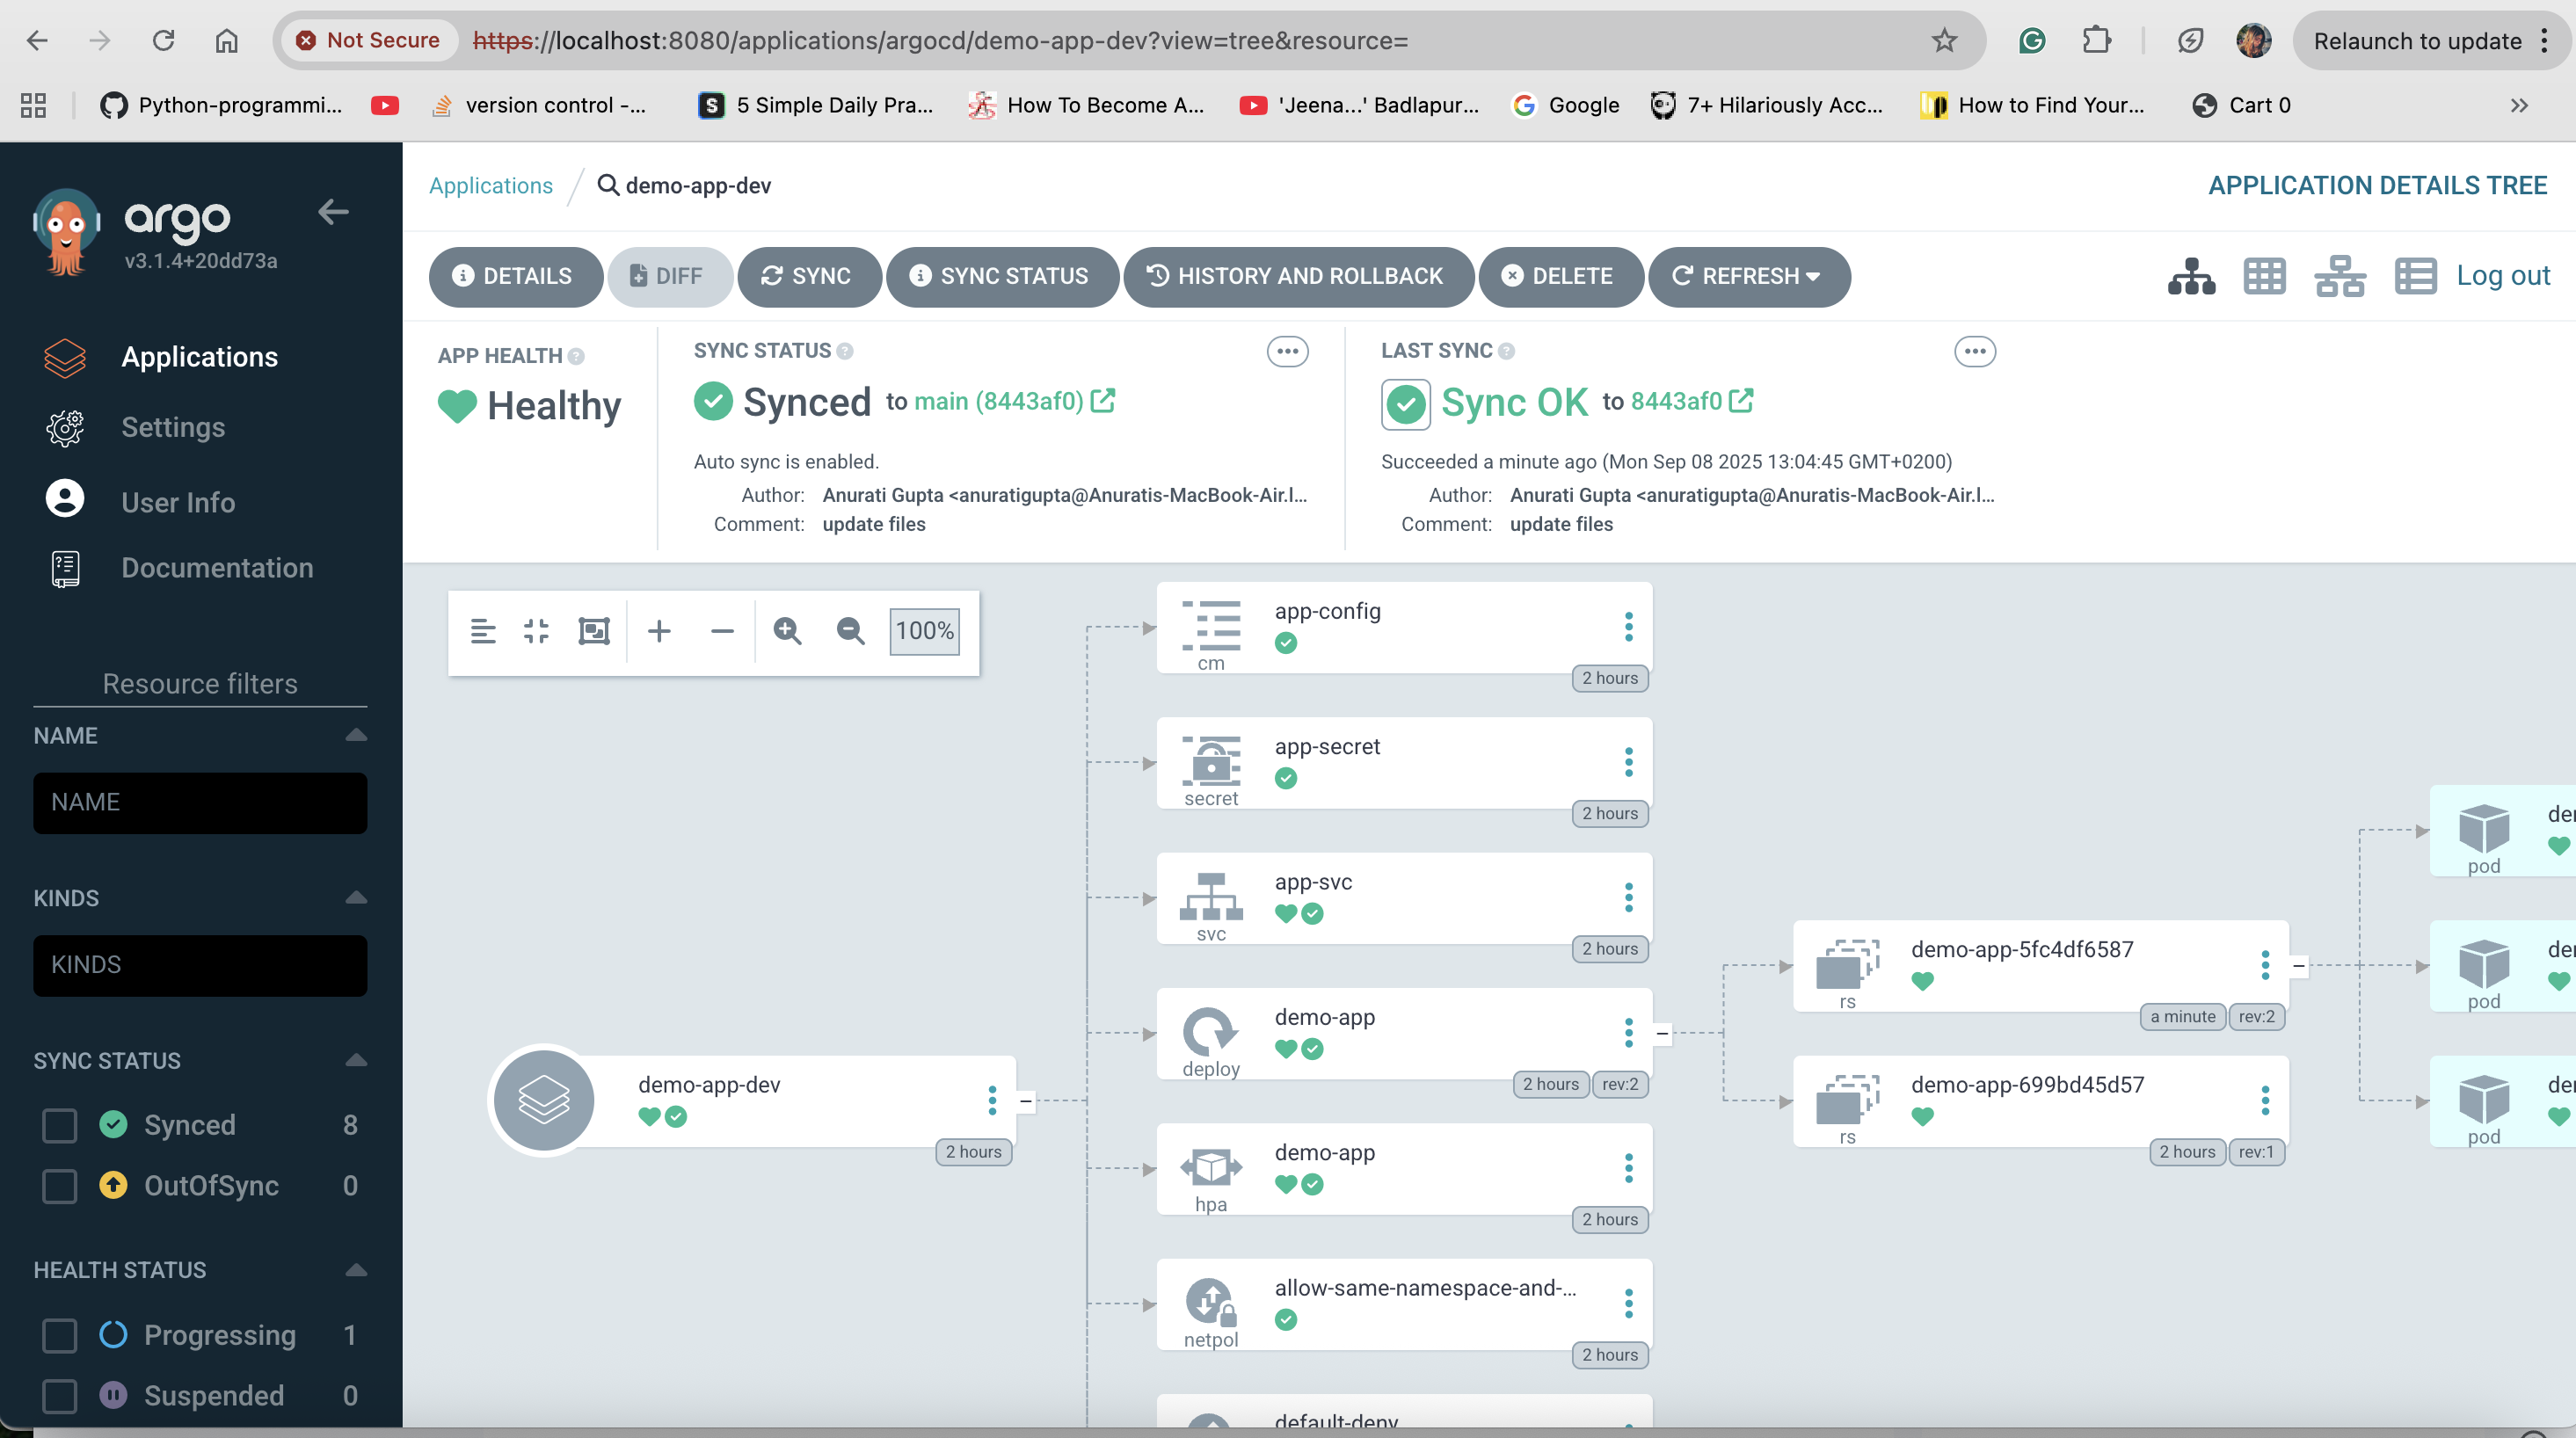 Not Secure https://localhost:8080/applications/argocd/demo-app-dev?view=tree&resource= Relaunch to update
Python-programmi... version control -... 5 Simple Daily Pra... How To Become A... 'Jeena...' Badlapur... Google 7+ Hilariously Acc... How to Find Your... Cart 0 »
argo
v3.1.4+20dd73a
Applications
Settings
User Info
Documentation
Resource filters
NAME
NAME
KINDS
KINDS
SYNC STATUS
Synced 8
OutOfSync 0
HEALTH STATUS
Progressing 1
Suspended 0
Applications / demo-app-dev APPLICATION DETAILS TREE
DETAILS DIFF SYNC SYNC STATUS HISTORY AND ROLLBACK DELETE REFRESH Log out
APP HEALTH
Healthy
SYNC STATUS
Synced to main (8443af0)
Auto sync is enabled.
Author: Anurati Gupta <anuratigupta@Anuratis-MacBook-Air.l...
Comment: update files
LAST SYNC
Sync OK to 8443af0
Succeeded a minute ago (Mon Sep 08 2025 13:04:45 GMT+0200)
Author: Anurati Gupta <anuratigupta@Anuratis-MacBook-Air.l...
Comment: update files
100%
demo-app-dev
2 hours
app-config
cm
2 hours
app-secret
secret
2 hours
app-svc
svc
2 hours
demo-app
deploy
2 hours rev:2
demo-app
hpa
2 hours
allow-same-namespace-and-...
netpol
2 hours
default-deny
demo-app-5fc4df6587
rs
a minute rev:2
demo-app-699bd45d57
rs
2 hours rev:1
pod
pod
pod